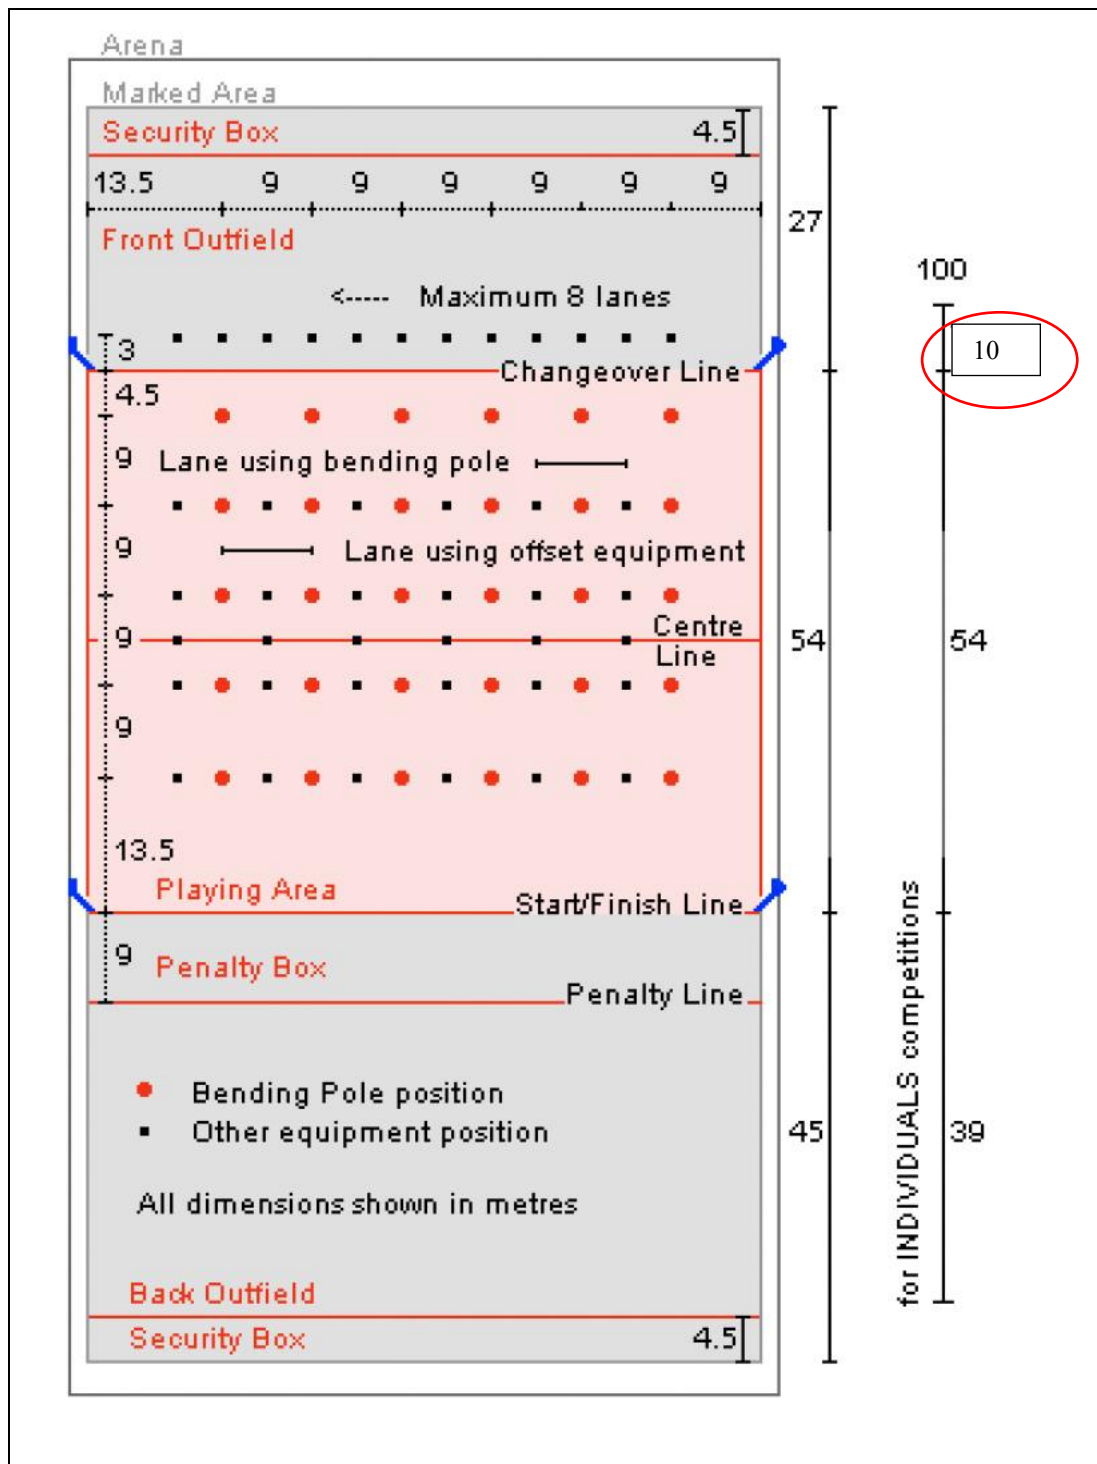 Arena
Marked Area
Security Box 4.5
13.5 9 9 9 9 9 9
27
Front Outfield
100
<----- Maximum 8 lanes
3
10
Changeover Line
4.5
9 Lane using bending pole
9 Lane using offset equipment
Centre
9 54 54
Line
9
13.5
Playing Area
Start/Finish Line
9 Penalty Box
Penalty Line
for INDIVIDUALS competitions
Bending Pole position
Other equipment position
45 39
All dimensions shown in metres
Back Outfield
Security Box 4.5